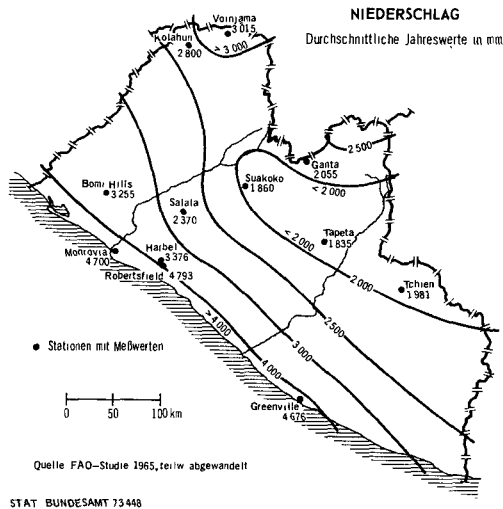 NIEDERSCHLAG
Durchschnittliche Jahreswerte in mm
Voinjama
3 015
Kolahun
2 800
> 3 000
2 500
Ganta
2 055
< 2 000
Suakoko
1 860
Bomi Hills
3 255
Salala
2 370
< 2 000
Tapeta
1 835
Monrovia
4 700
Harbel
3 376
Robertsfield 4 793
2 000
Tchien
1 981
> 4 000
2 500
3 000
4 000
Greenville
4 676
Stationen mit Meßwerten
0 50 100 km
Quelle FAO-Studie 1965, teilw abgewandelt
STAT BUNDESAMT 73 448